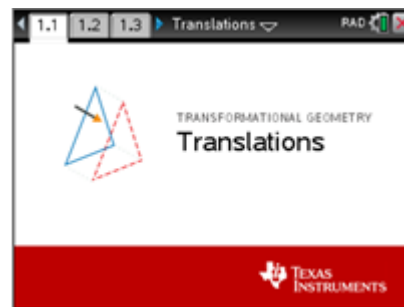 1.1 1.2 1.3 Translations RAD
TRANSFORMATIONAL GEOMETRY
Translations
TEXAS
INSTRUMENTS